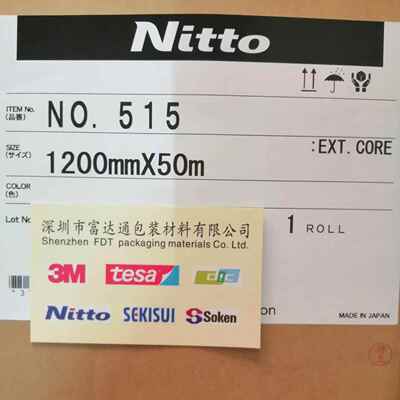 Nitto
ITEM No.
(品番)
NO. 515
SIZE
(サイズ)
1200mmX50m
:EXT. CORE
COLOR
(色)
Lot No
1 ROLL
深圳市富达通包装材料有限公司
Shenzhen FDT packaging materials Co. Ltd.
3M tesa dic
Nitto SEKISUI Soken
on
MADE IN JAPAN